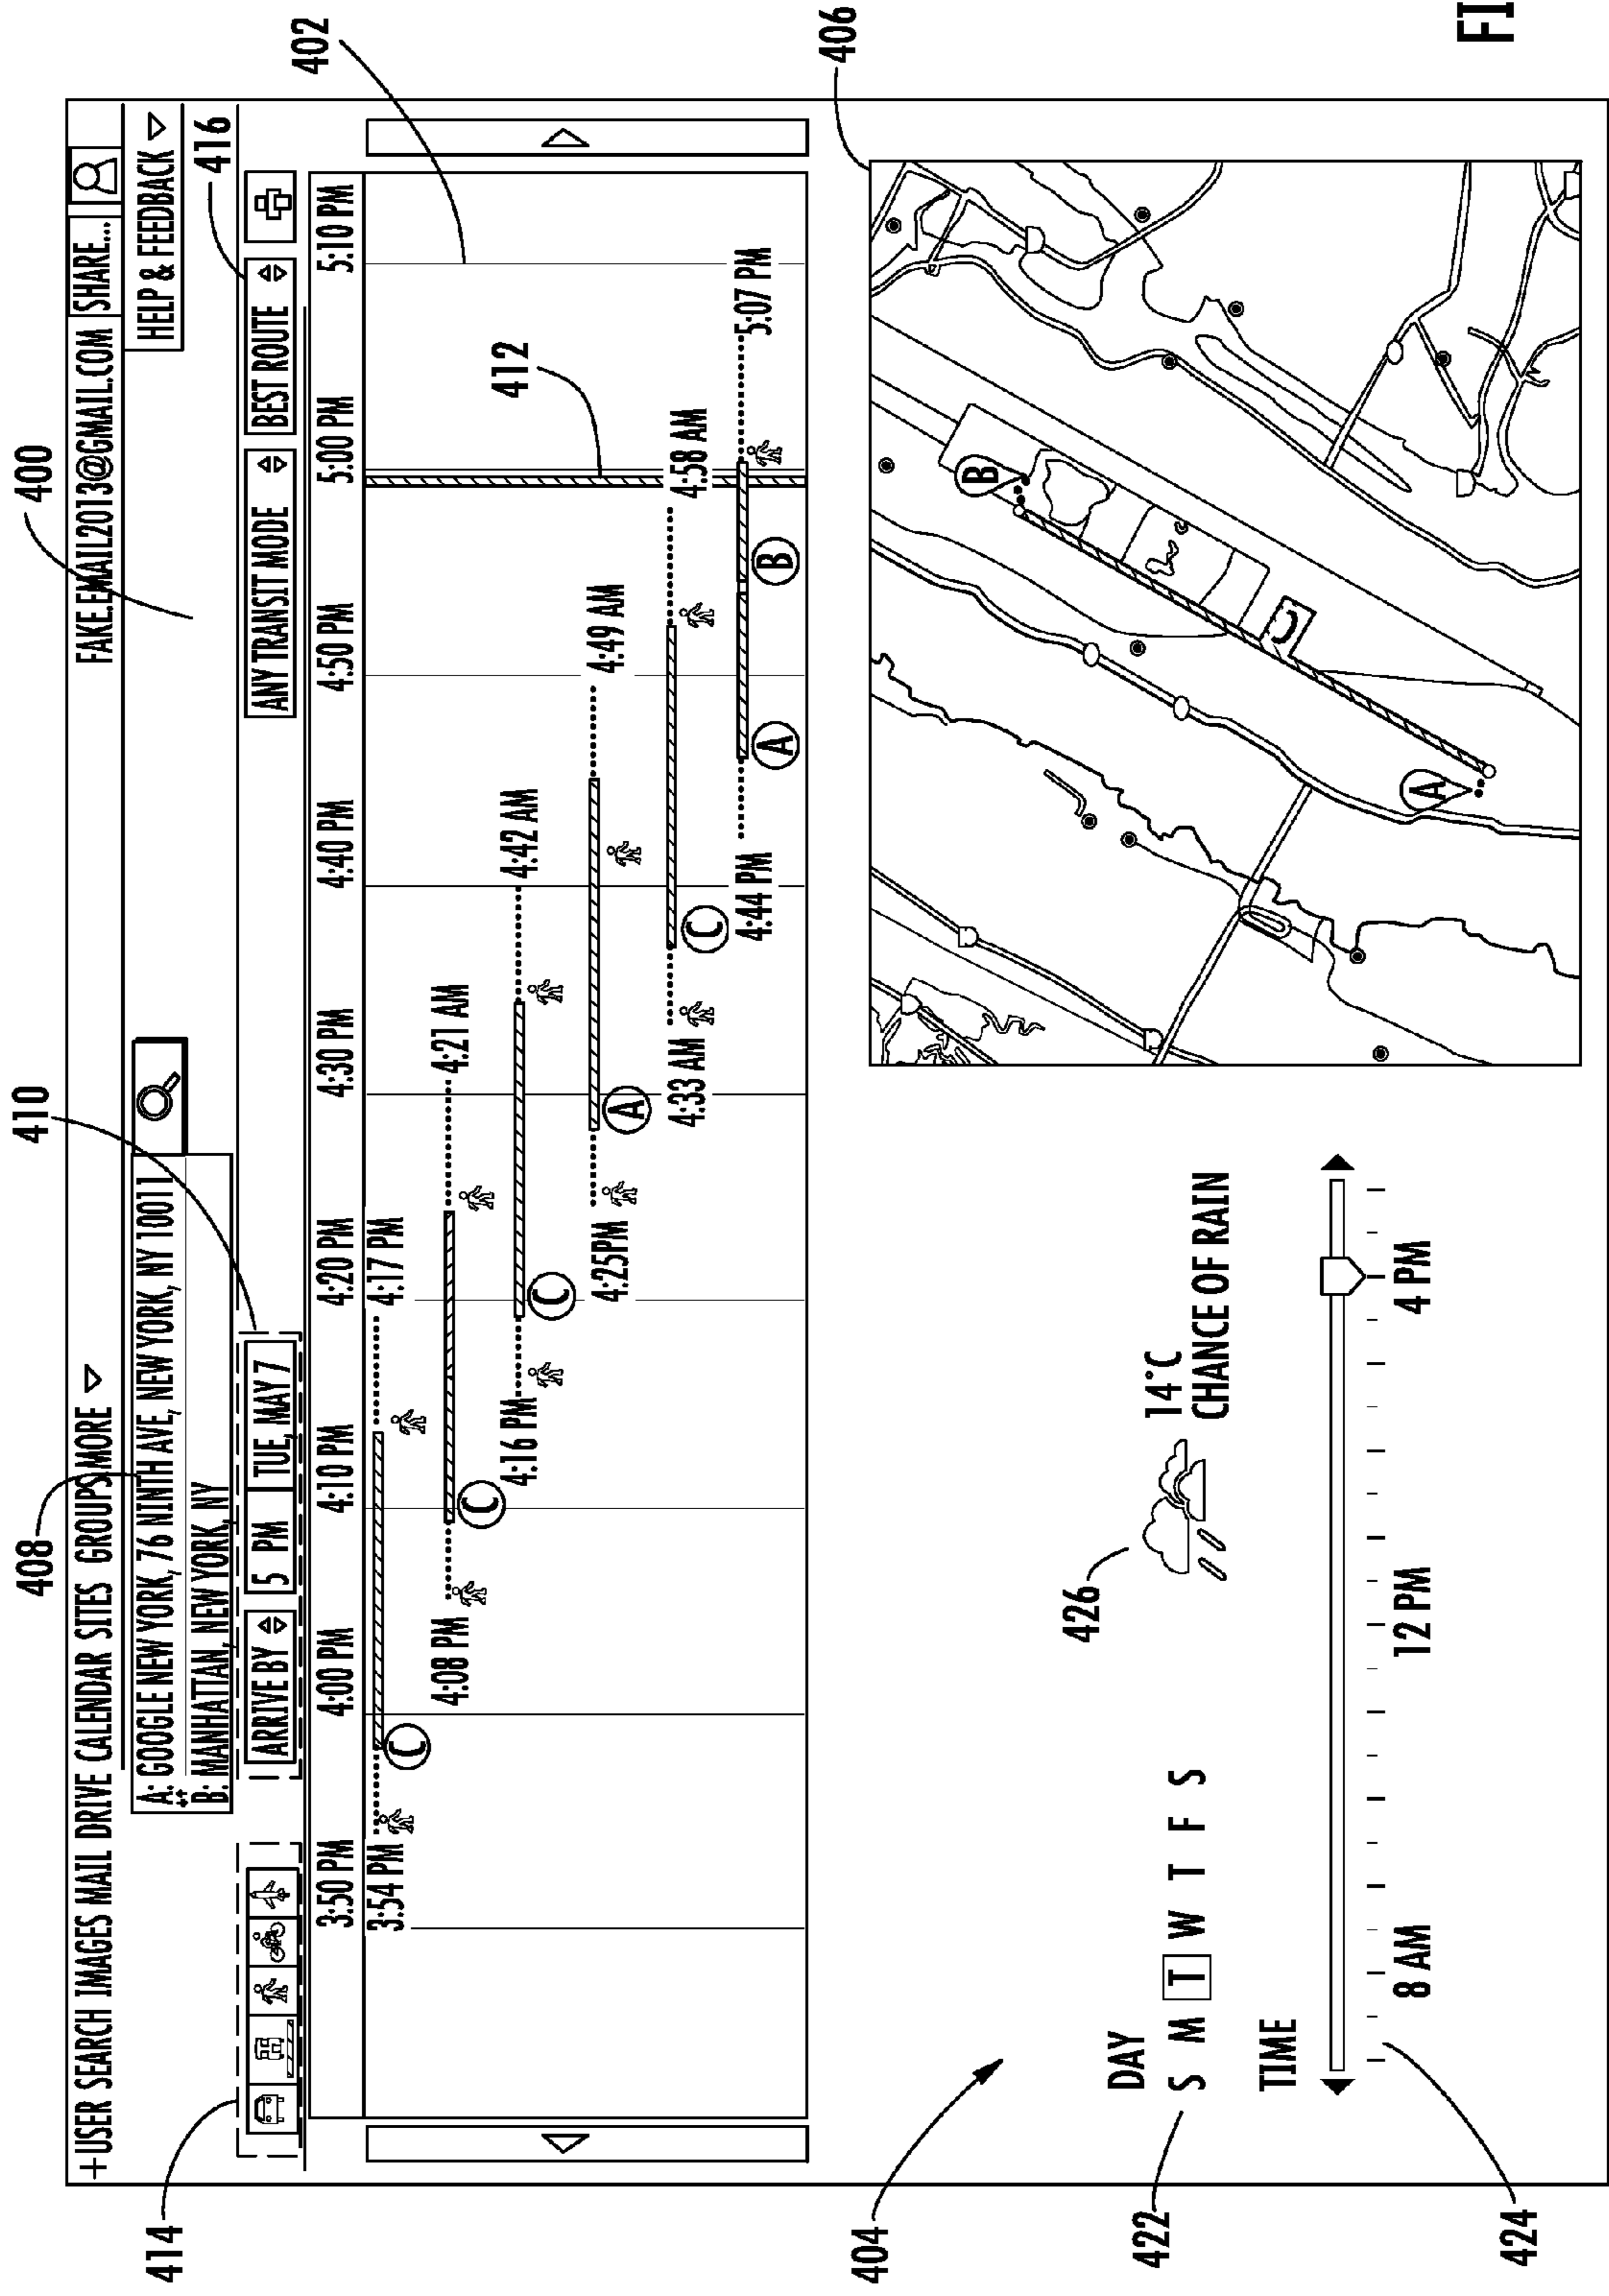 400
402
406
408
410
412
414
416
+USER SEARCH IMAGES MAIL DRIVE CALENDAR SITES GROUPS MORE
FAKE.EMAIL2013@GMAIL.COM SHARE...
A: GOOGLE NEW YORK, 76 NINTH AVE, NEW YORK, NY 10011
HELP & FEEDBACK
B: MANHATTAN, NEW YORK, NY
ARRIVE BY 5 PM TUE, MAY 7 ANY TRANSIT MODE BEST ROUTE
3:50 PM 4:00 PM 4:10 PM 4:20 PM 4:30 PM 4:40 PM 4:50 PM 5:00 PM 5:10 PM
3:54 PM C 4:17 PM
4:08 PM C 4:21 AM
4:16 PM C 4:42 AM
4:25PM A 4:49 AM
4:33 AM C 4:58 AM
4:44 PM A B 5:07 PM
404
DAY
S M T W T F S
422
426
14°C
CHANCE OF RAIN
TIME
8 AM 12 PM 4 PM
424
B
C
A
FI